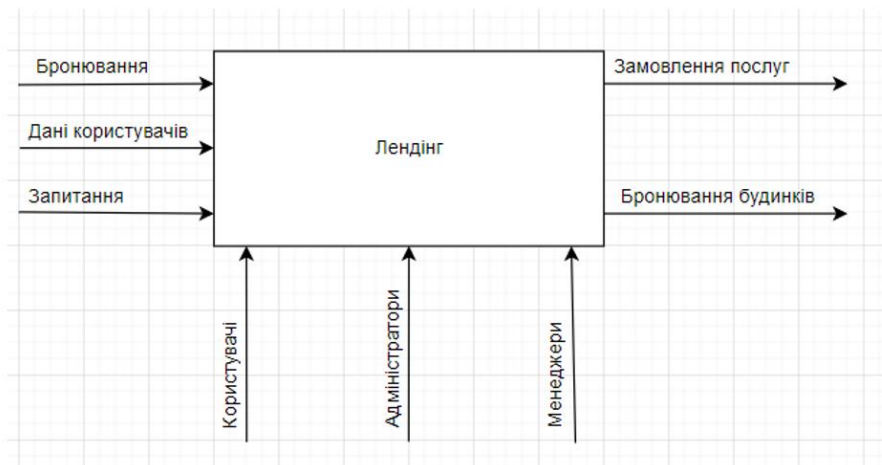 Бронювання
Замовлення послуг
Дані користувачів
Лендінг
Запитання
Бронювання будинків
Користувачі
Адміністратори
Менеджери